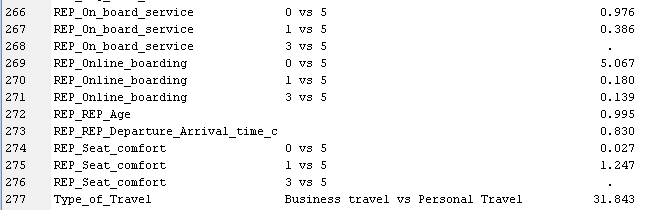 266 REP_On_board_service 0 vs 5 0.976
267 REP_On_board_service 1 vs 5 0.386
268 REP_On_board_service 3 vs 5 .
269 REP_Online_boarding 0 vs 5 5.067
270 REP_Online_boarding 1 vs 5 0.180
271 REP_Online_boarding 3 vs 5 0.139
272 REP_REP_Age 0.995
273 REP_REP_Departure_Arrival_time_c 0.830
274 REP_Seat_comfort 0 vs 5 0.027
275 REP_Seat_comfort 1 vs 5 1.247
276 REP_Seat_comfort 3 vs 5 .
277 Type_of_Travel Business travel vs Personal Travel 31.843